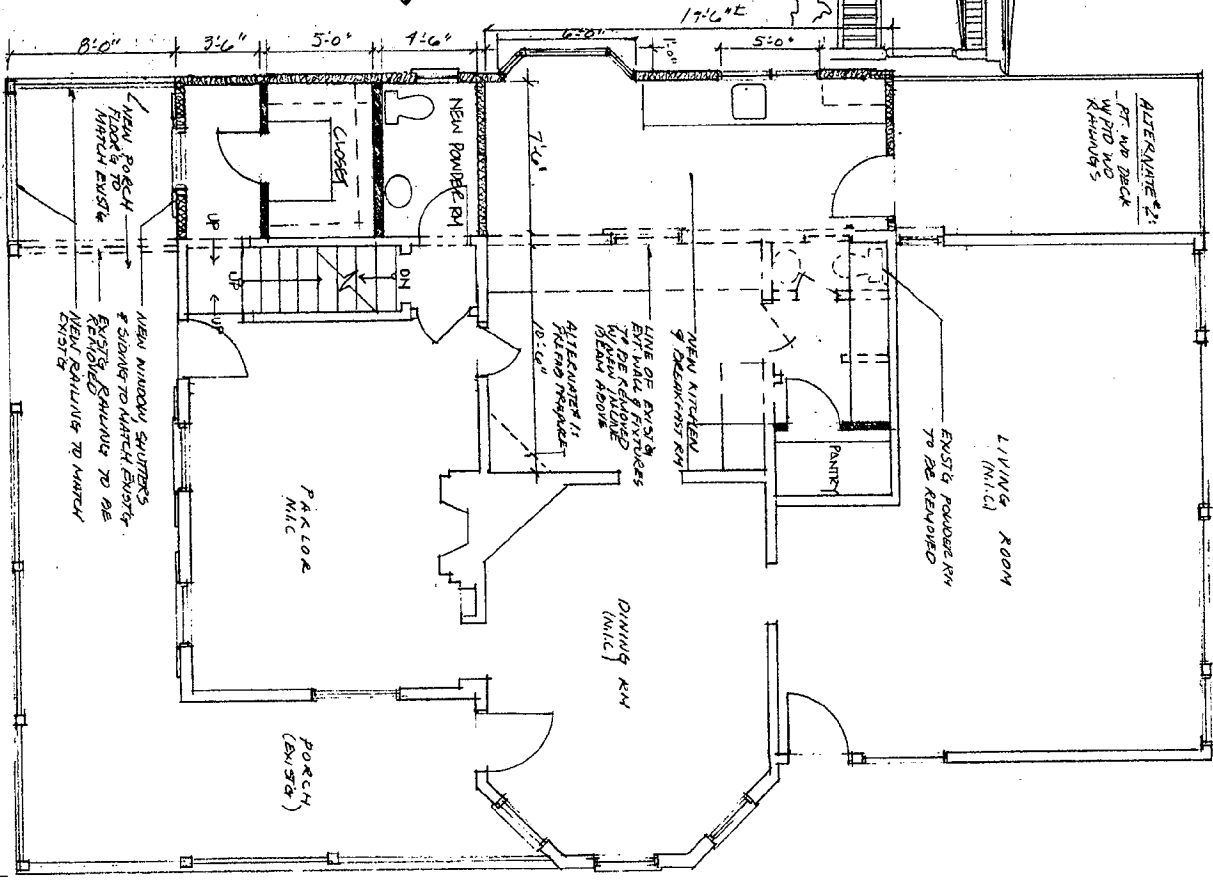 17'-6"±
8'-0"
3'-6"
5'-0"
4'-6"
6'-0"
1'-0"
5'-0"
ALTERNATE #2:
P.T. WD DECK
W/ PTD WD
RAILINGS
NEW POWDER RM
CLOSET
7'-6"
NEW PORCH
FLOOR'G TO
MATCH EXIST'G
UP
UP
UP
DN
NEW WINDOW, SHUTTERS
& SIDING TO MATCH EXIST'G.
EXIST'G RAILING TO BE
REMOVED
NEW RAILING TO MATCH
EXIST'G
NEW KITCHEN
& BREAKFAST RM
LINE OF EXIST'G
EXT. WALL & FIXTURES
TO BE REMOVED
W/ NEW INLINE
BEAM ABOVE
ALTERNATE #1:
PREFAB FIREPLACE
10'-6"
PANTRY
EXIST'G POWDER RM
TO BE REMOVED
LIVING ROOM
(N.I.C.)
PARLOR
N.I.C.
DINING RM
(N.I.C.)
PORCH
(EXIST'G)